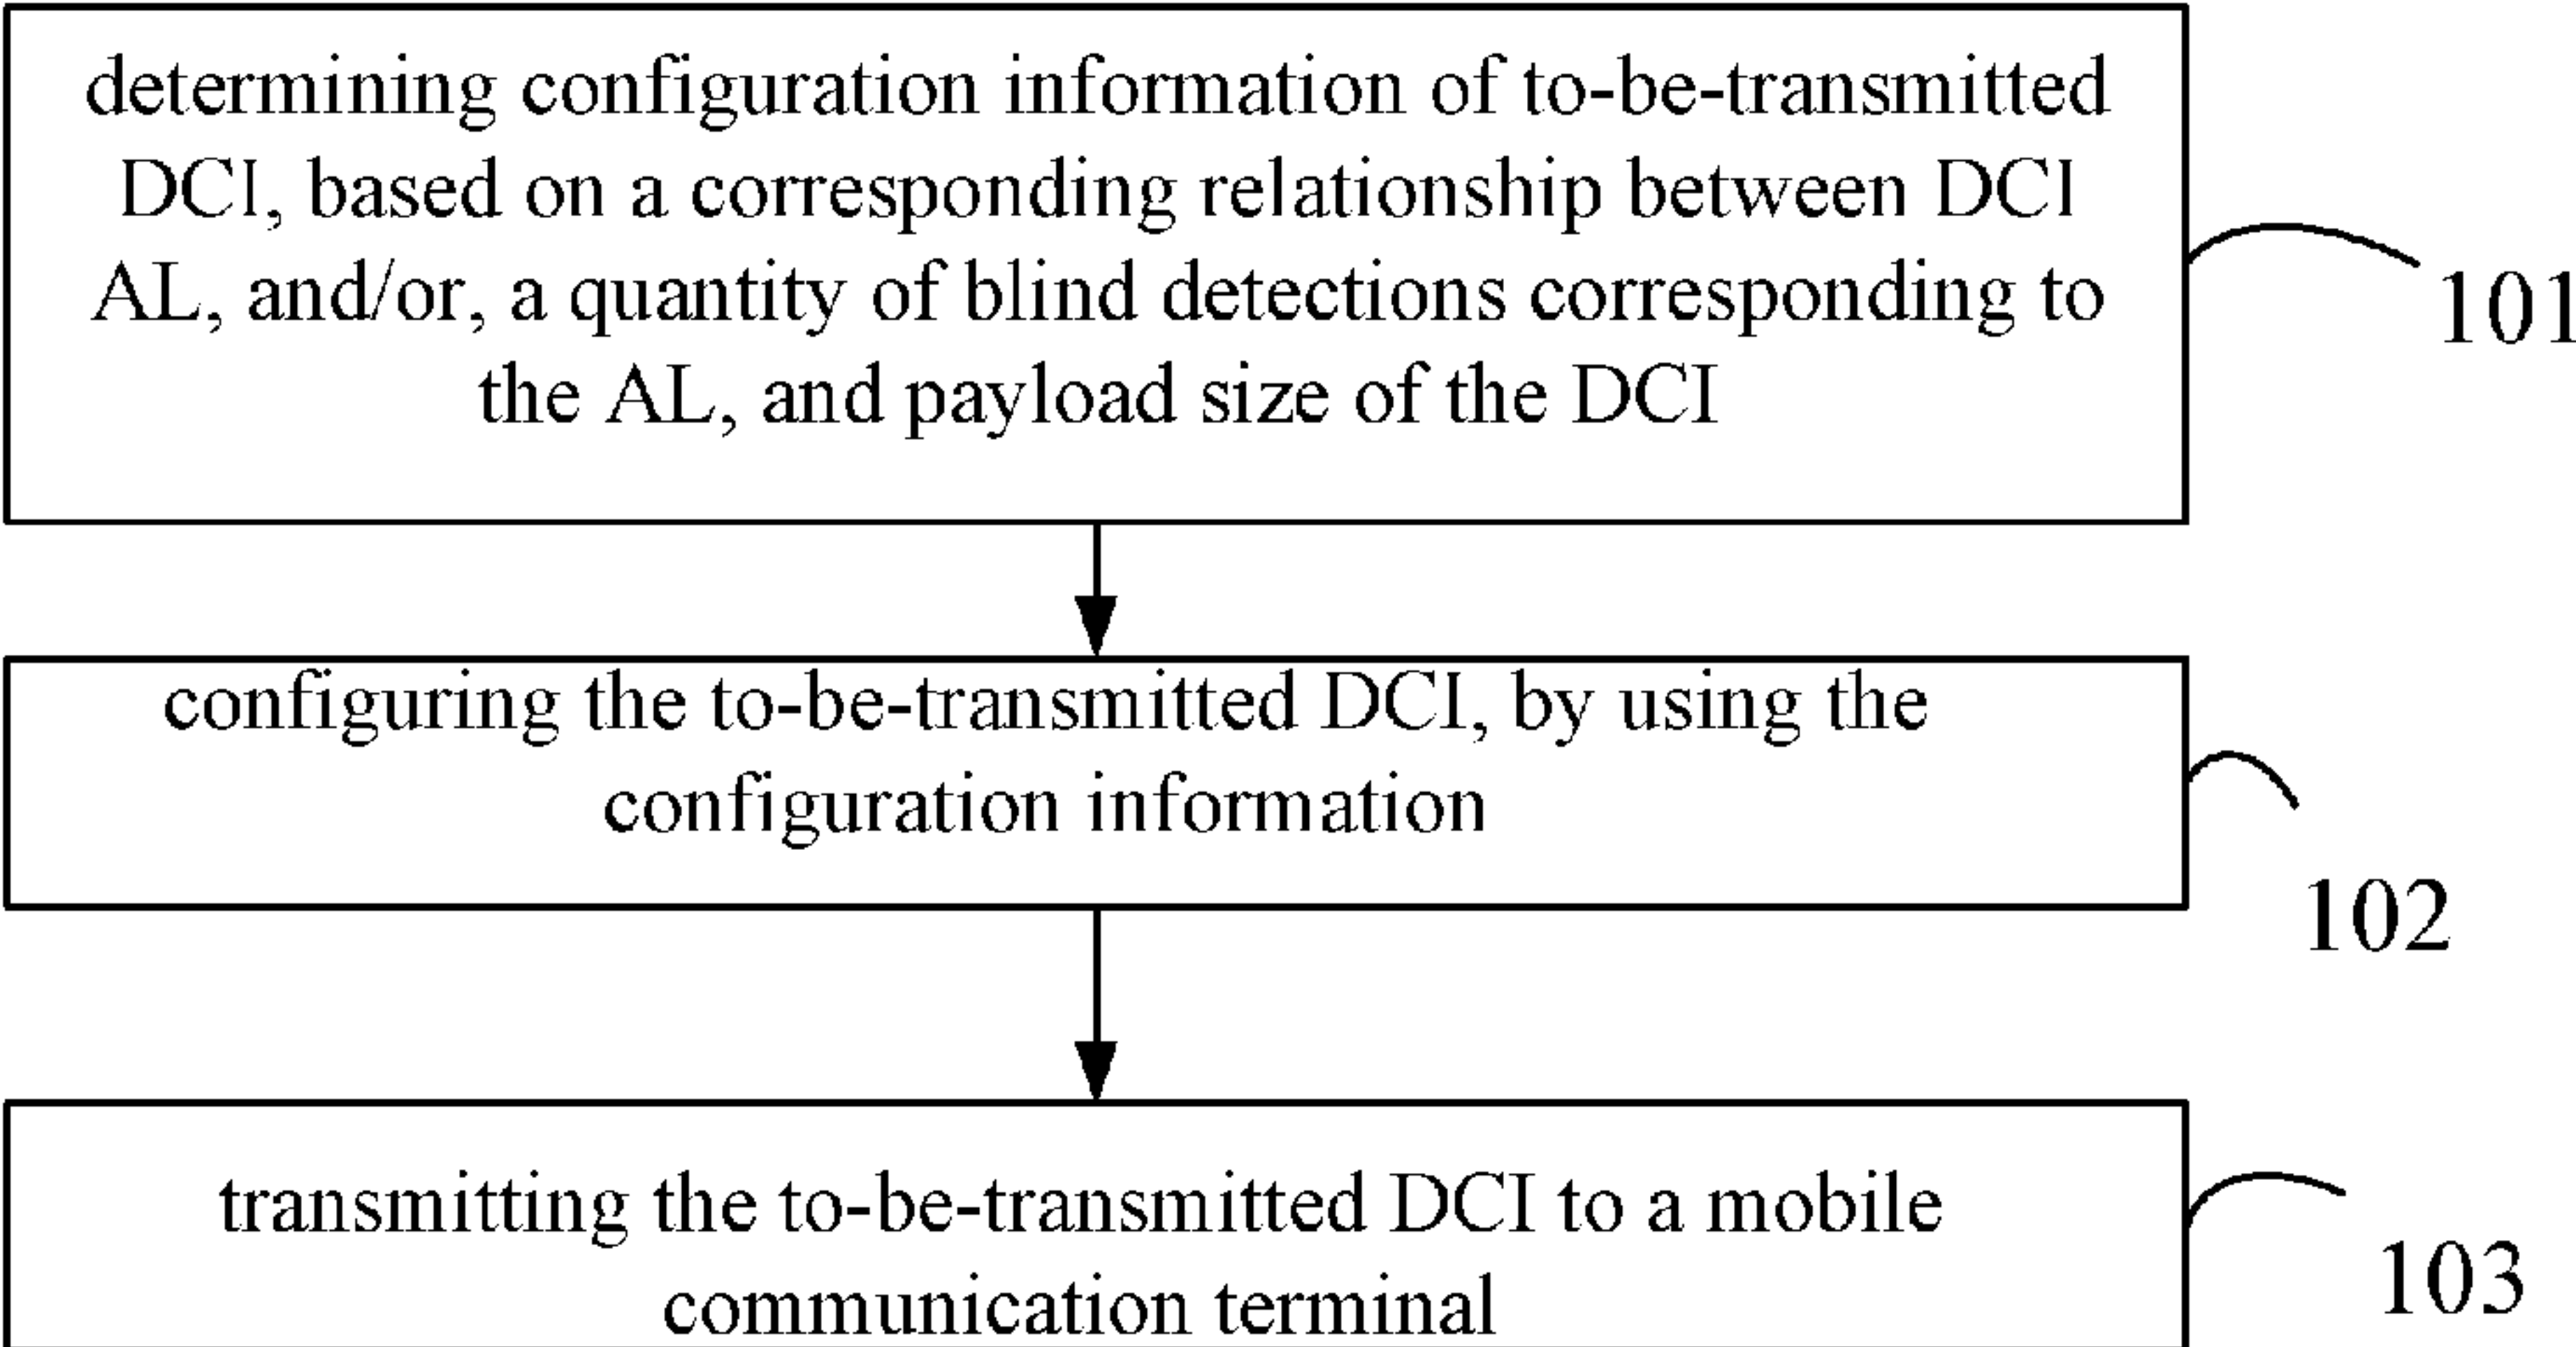 determining configuration information of to-be-transmitted
DCI, based on a corresponding relationship between DCI
AL, and/or, a quantity of blind detections corresponding to
the AL, and payload size of the DCI
101
configuring the to-be-transmitted DCI, by using the
configuration information
102
transmitting the to-be-transmitted DCI to a mobile
communication terminal
103